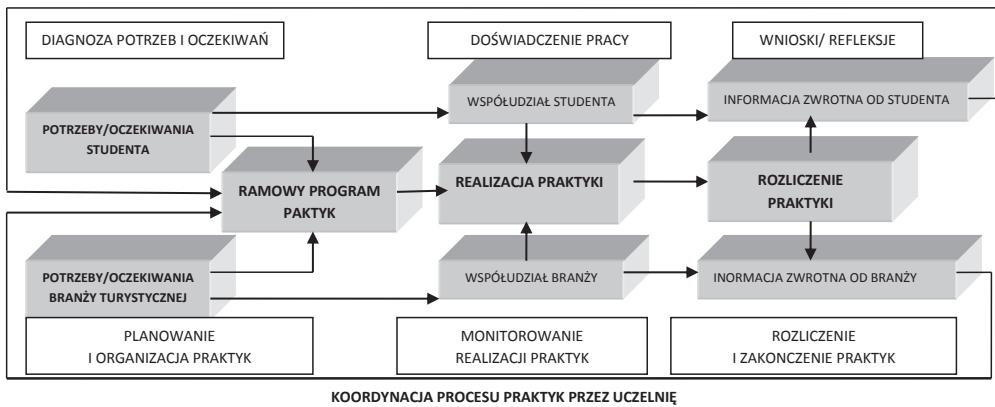 DIAGNOZA POTRZEB I OCZEKIWAŃ
DOŚWIADCZENIE PRACY
WNIOSKI/ REFLEKSJE
POTRZEBY/OCZEKIWANIA
STUDENTA
WSPÓŁUDZIAŁ STUDENTA
INFORMACJA ZWROTNA OD STUDENTA
RAMOWY PROGRAM
PAKTYK
REALIZACJA PRAKTYKI
ROZLICZENIE
PRAKTYKI
POTRZEBY/OCZEKIWANIA
BRANŻY TURYSTYCZNEJ
WSPÓŁUDZIAŁ BRANŻY
INORMACJA ZWROTNA OD BRANŻY
PLANOWANIE
I ORGANIZACJA PRAKTYK
MONITOROWANIE
REALIZACJI PRAKTYK
ROZLICZENIE
I ZAKONCZENIE PRAKTYK
KOORDYNACJA PROCESU PRAKTYK PRZEZ UCZELNIĘ